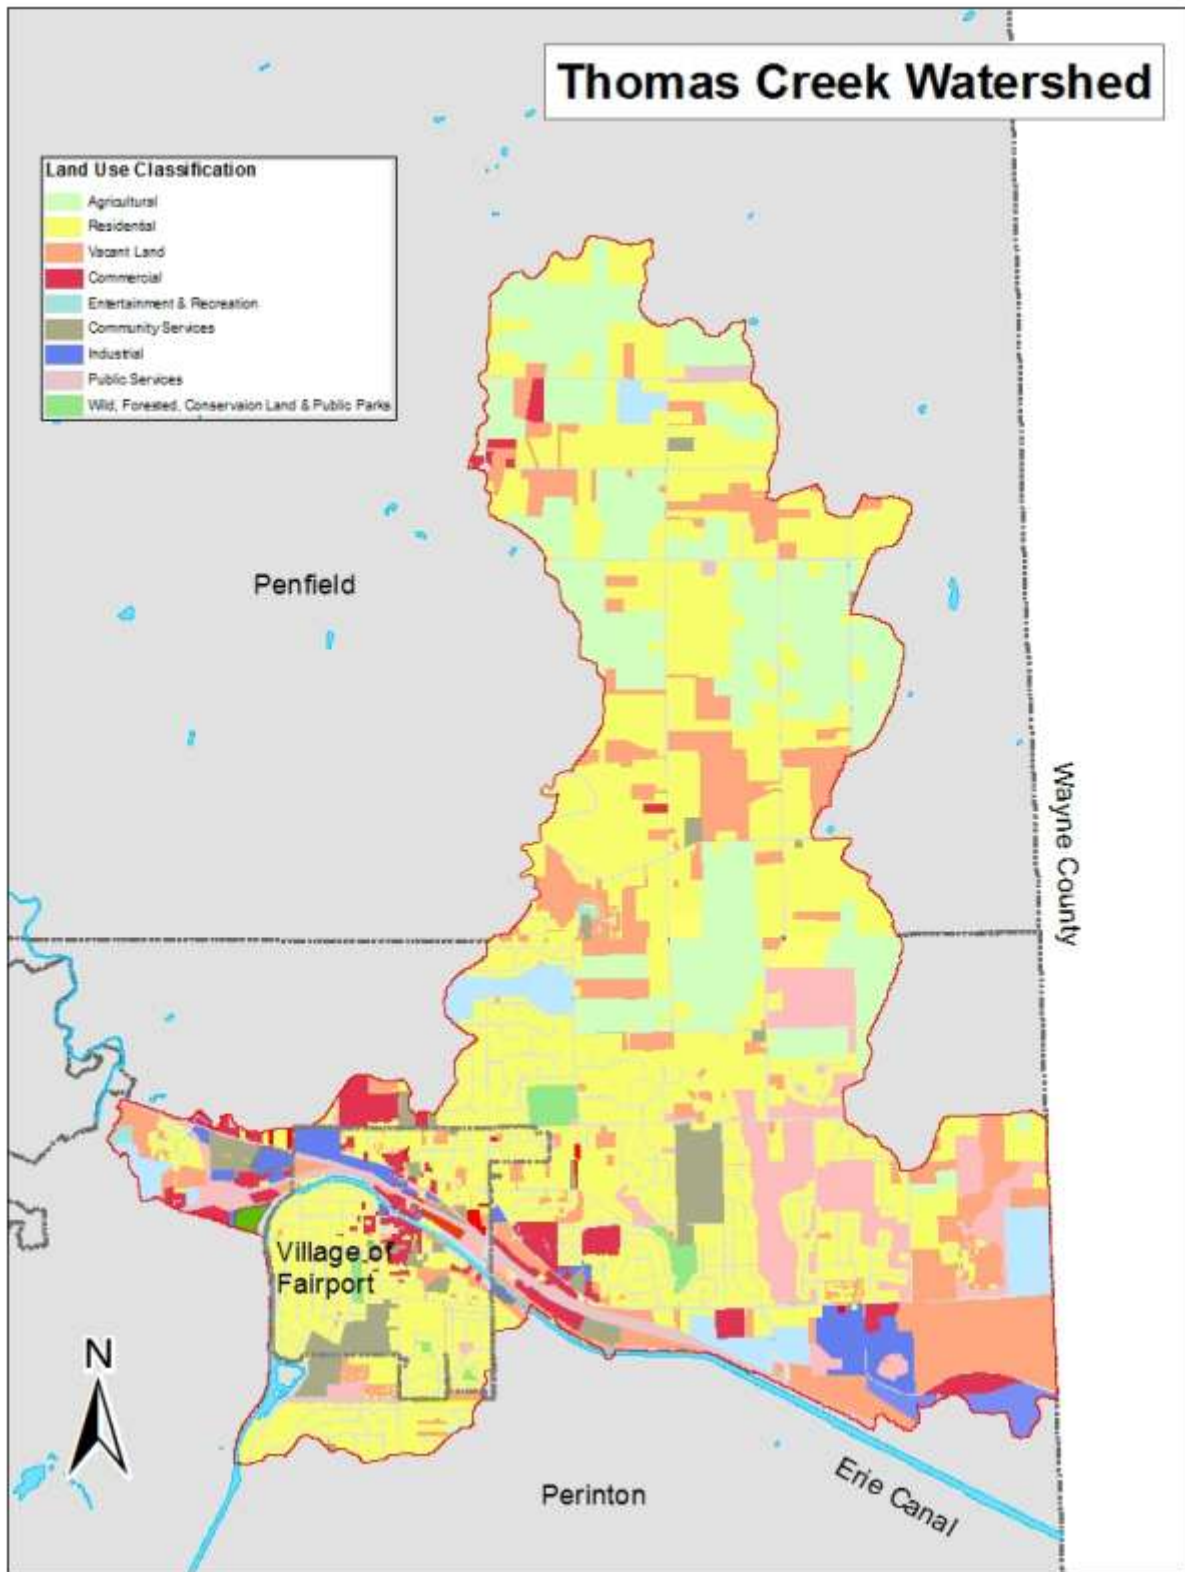 Thomas Creek Watershed
Land Use Classification
Agricultural
Residential
Vacant Land
Commercial
Entertainment & Recreation
Community Services
Industrial
Public Services
Wild, Forested, Conservaion Land & Public Parks
Penfield
Wayne County
Village of
Fairport
N
Erie Canal
Perinton